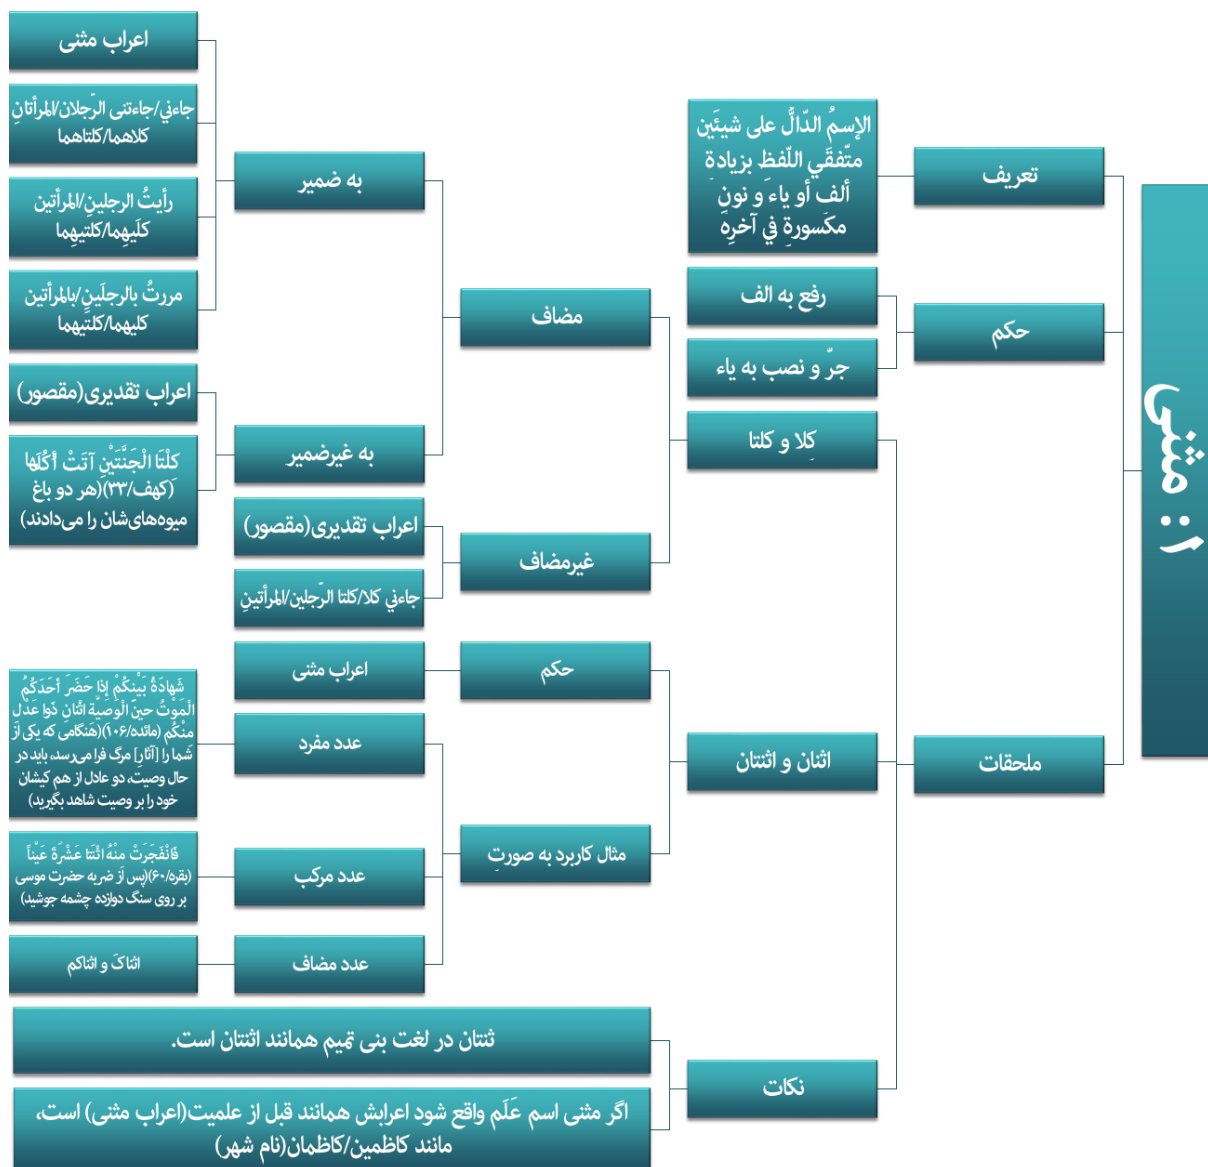 ۱: مثنی
تعریف
الإسمُ الدّالُّ علی شیئَین
متّفقَي اللّفظِ بزیادةِ
ألف أو یاء و نونٍ
مکسورةٍ في آخرِهِ
حکم
رفع به الف
جرّ و نصب به یاء
ملحقات
کِلا و کلتا
مضاف
به ضمیر
اعراب مثنی
جاءني/جاءتنی الرّجلان/المرأتانِ
کلاهما/کلتاهما
رأیتُ الرجلینِ/المرأتین
کلَیهِما/کلتیهِما
مررتُ بالرجلَینِ/بالمرأتین
کلیهما/کلتَیهما
به غیرضمیر
اعراب تقدیری(مقصور)
کِلْتَا الْجَنَّتَیْنِ آتَتْ أُکُلَها
(کهف/۳۳)(هر دو باغ
میوه‌های‌شان را می‌دادند)
غیرمضاف
اعراب تقدیری(مقصور)
جاءني کلا/کلتا الرّجلین/المرأتینِ
اثنان و اثنتان
حکم
اعراب مثنی
مثال کاربرد به صورتِ
عدد مفرد
شَهادَةُ بَیْنِکُمْ إِذا حَضَرَ أَحَدَکُمُ
الْمَوْتُ حینَ الْوَصِیَّة اثْنانِ ذَوا عَدْلٍ
مِنْکُم (مائده/۱۰۶)(هنگامی که یکی از
شما را [آثارِ] مرگ فرا می‌رسد، باید در
حال وصیت، دو عادل از هم کیشان
خود را بر وصیت شاهد بگیرید)
عدد مرکب
فَانْفَجَرَتْ مِنْهُ اثْنَتَا عَشْرَةَ عَیْناً
(بقره/۶۰)(پس از ضربه حضرت موسی
بر روی سنگ دوازده چشمه جوشید)
عدد مضاف
اثناکَ و اثناکم
نکات
ثنتان در لغت بنی تمیم همانند اثنتان است.
اگر مثنی اسم عَلَم واقع شود اعرابش همانند قبل از علمیت(اعراب مثنی) است،
مانند کاظمین/کاظمان(نام شهر)